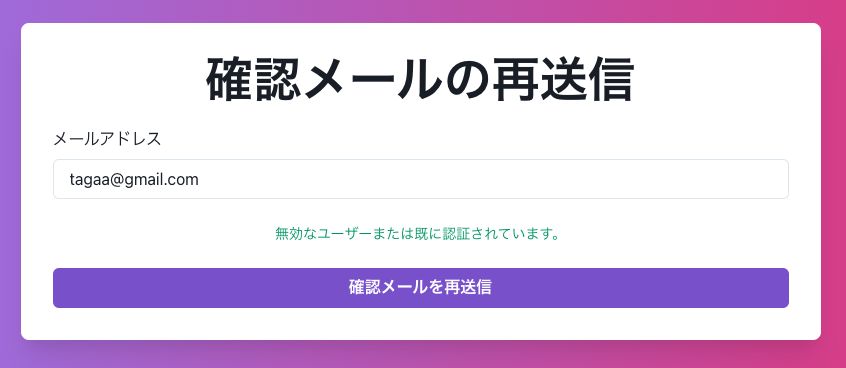 確認メールの再送信
メールアドレス
tagaa@gmail.com
無効なユーザーまたは既に認証されています。
確認メールを再送信